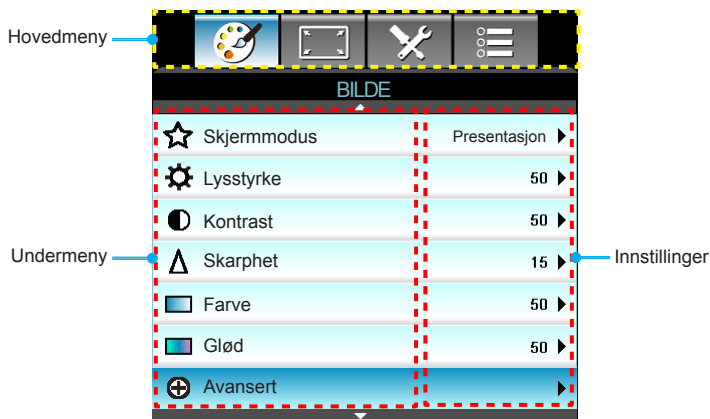 Hovedmeny
BILDE
Skjermmodus Presentasjon
Lysstyrke 50
Kontrast 50
Undermeny
Skarphet 15
Innstillinger
Farve 50
Glød 50
Avansert